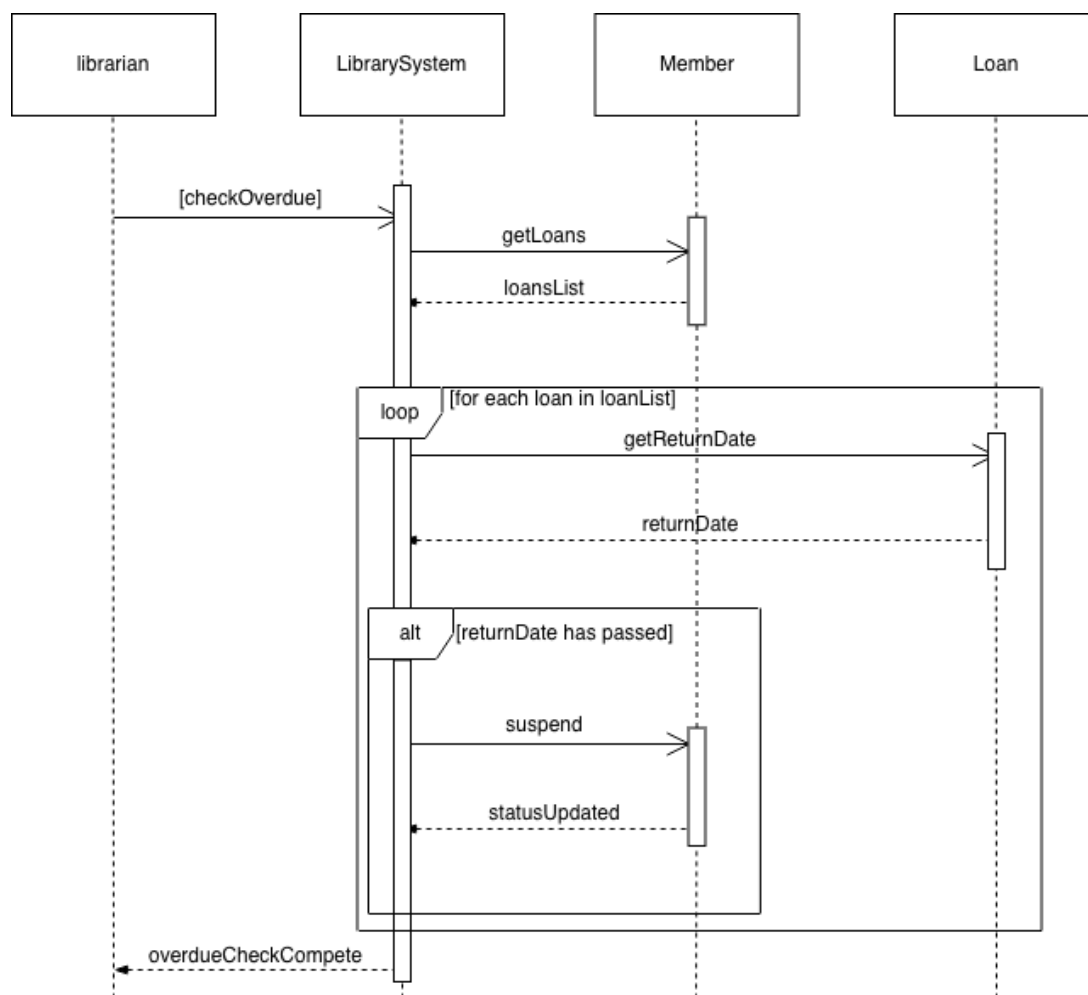 librarian
LibrarySystem
Member
Loan
[checkOverdue]
getLoans
loansList
loop
[for each loan in loanList]
getReturnDate
returnDate
alt
[returnDate has passed]
suspend
statusUpdated
overdueCheckCompete